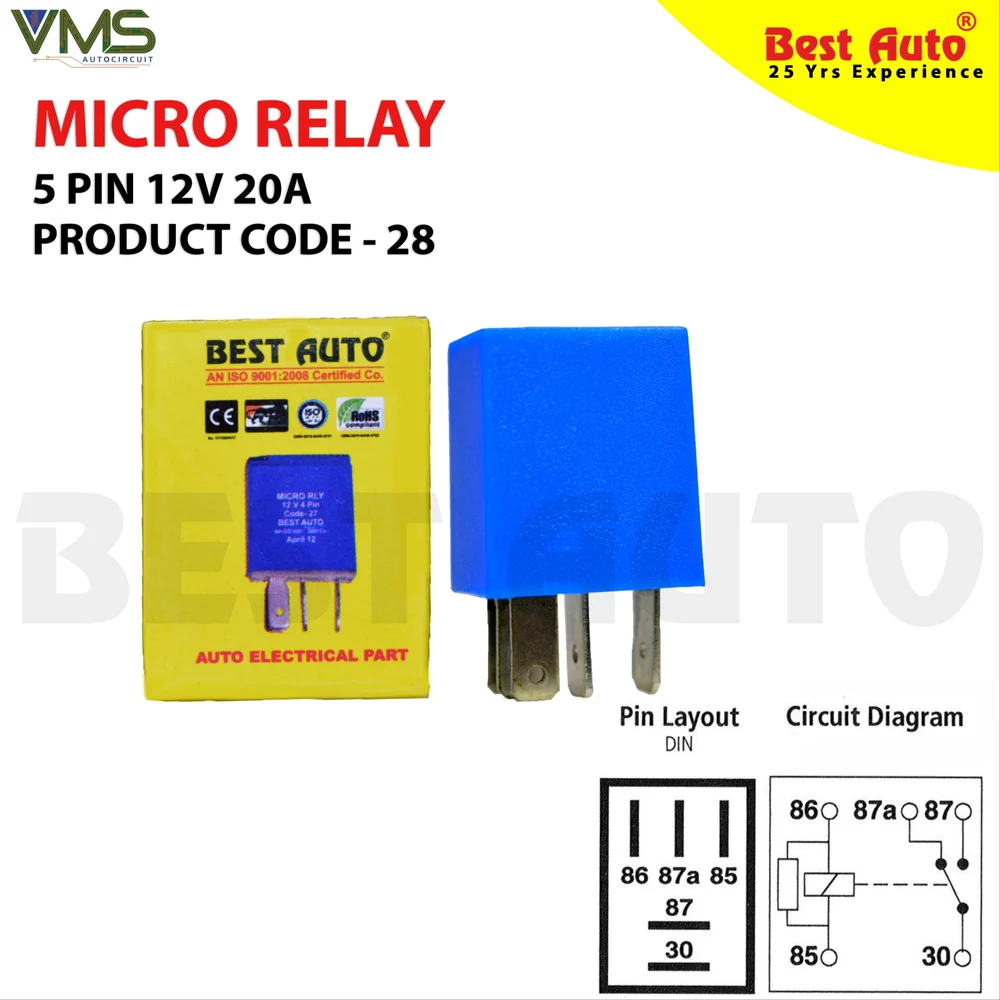 VMS
AUTOCIRCUIT
Best Auto®
25 Yrs Experience
MICRO RELAY
5 PIN 12V 20A
PRODUCT CODE - 28
BEST AUTO®
AN ISO 9001:2008 Certified Co.
CE
ISO
RoHS
compliant
MICRO RLY
12 V 4 Pin
Code- 27
BEST AUTO
April 12
AUTO ELECTRICAL PART
BEST AUTO
Pin Layout
DIN
86 87a 85
87
30
Circuit Diagram
86 87a 87
85 30